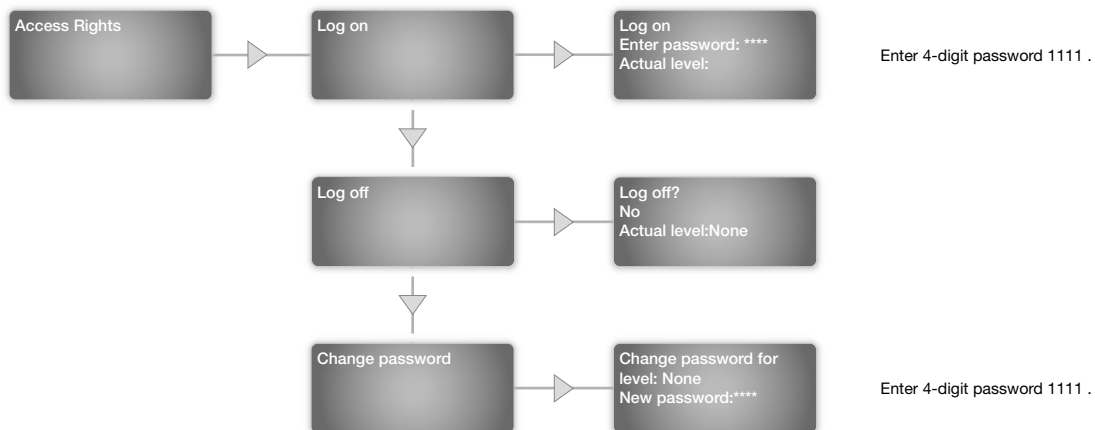 Access Rights
Log on
Log on
Enter password: ****
Actual level:
Enter 4-digit password 1111 .
Log off
Log off?
No
Actual level:None
Change password
Change password for
level: None
New password:****
Enter 4-digit password 1111 .